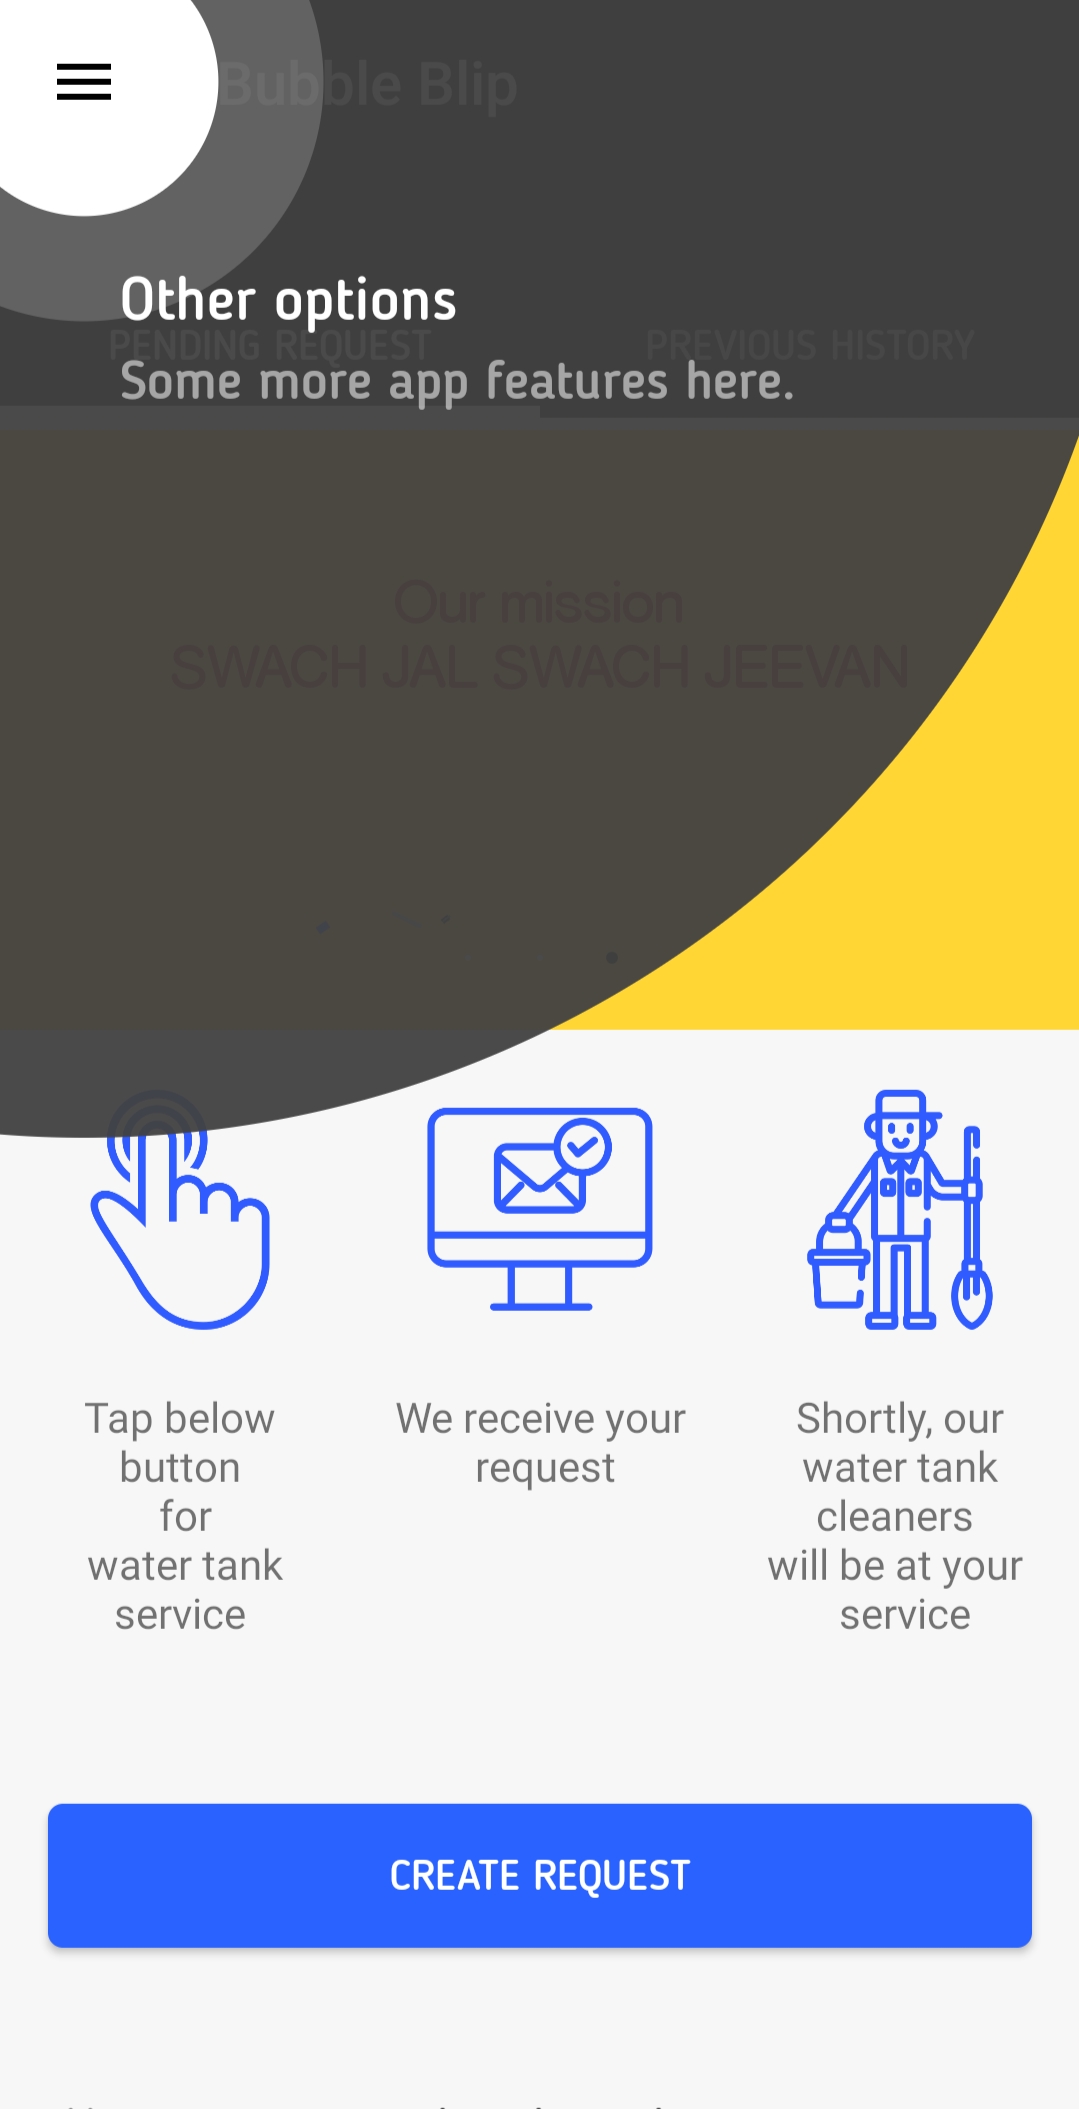 Bubble Blip
Other options
PENDING REQUEST
PREVIOUS HISTORY
Some more app features here.
Our mission
SWACH JAL SWACH JEEVAN
Tap below
button
for
water tank
service
We receive your
request
Shortly, our
water tank
cleaners
will be at your
service
CREATE REQUEST